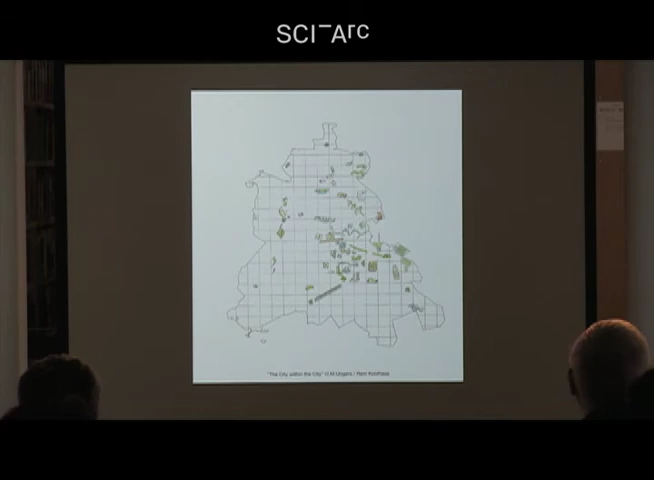 SCI-Arc
"The City within the City" O.M.Ungers / Rem Koolhaas